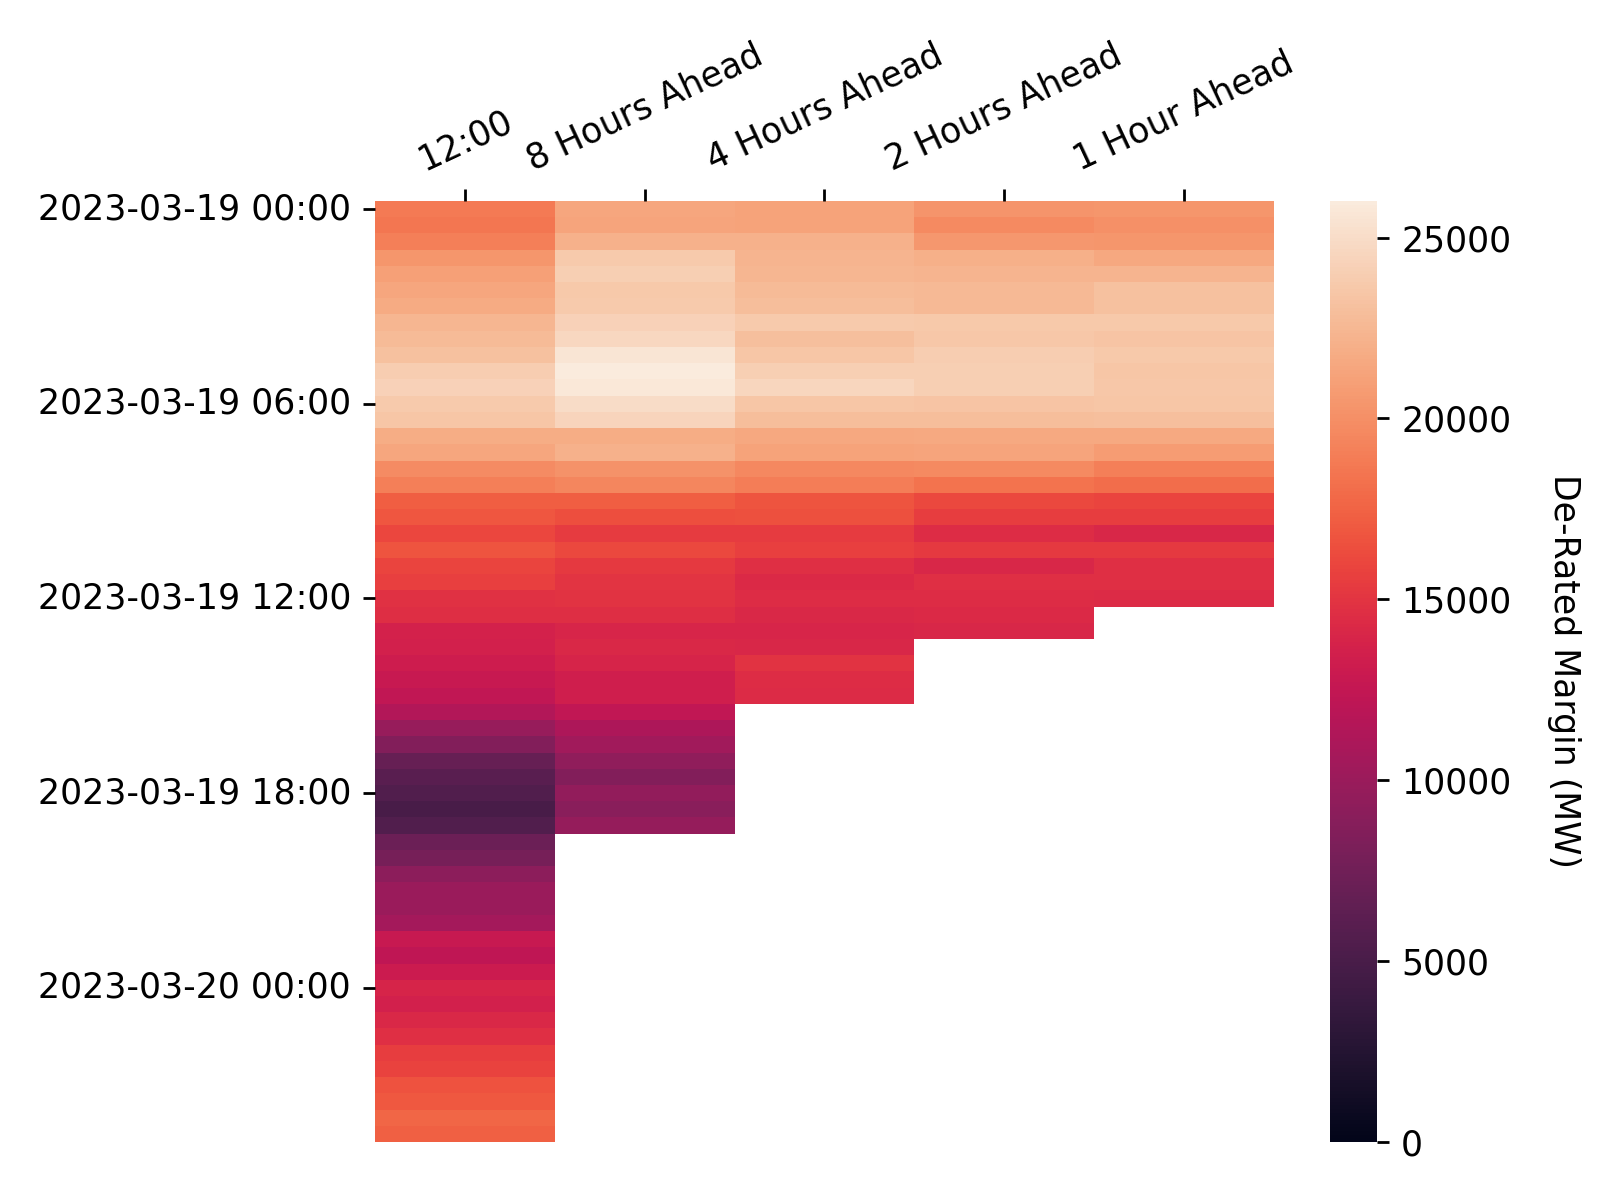 12:00
8 Hours Ahead
4 Hours Ahead
2 Hours Ahead
1 Hour Ahead
2023-03-19 00:00
2023-03-19 06:00
2023-03-19 12:00
2023-03-19 18:00
2023-03-20 00:00
25000
20000
15000
10000
5000
0
De-Rated Margin (MW)